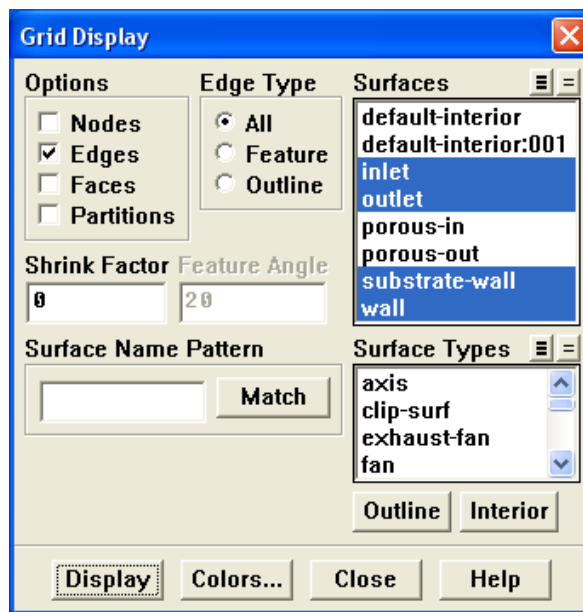 Grid Display
Options
Nodes
Edges
Faces
Partitions
Edge Type
All
Feature
Outline
Surfaces
default-interior
default-interior:001
inlet
outlet
porous-in
porous-out
substrate-wall
wall
Shrink Factor
0
Feature Angle
20
Surface Name Pattern
Match
Surface Types
axis
clip-surf
exhaust-fan
fan
Outline
Interior
Display
Colors...
Close
Help